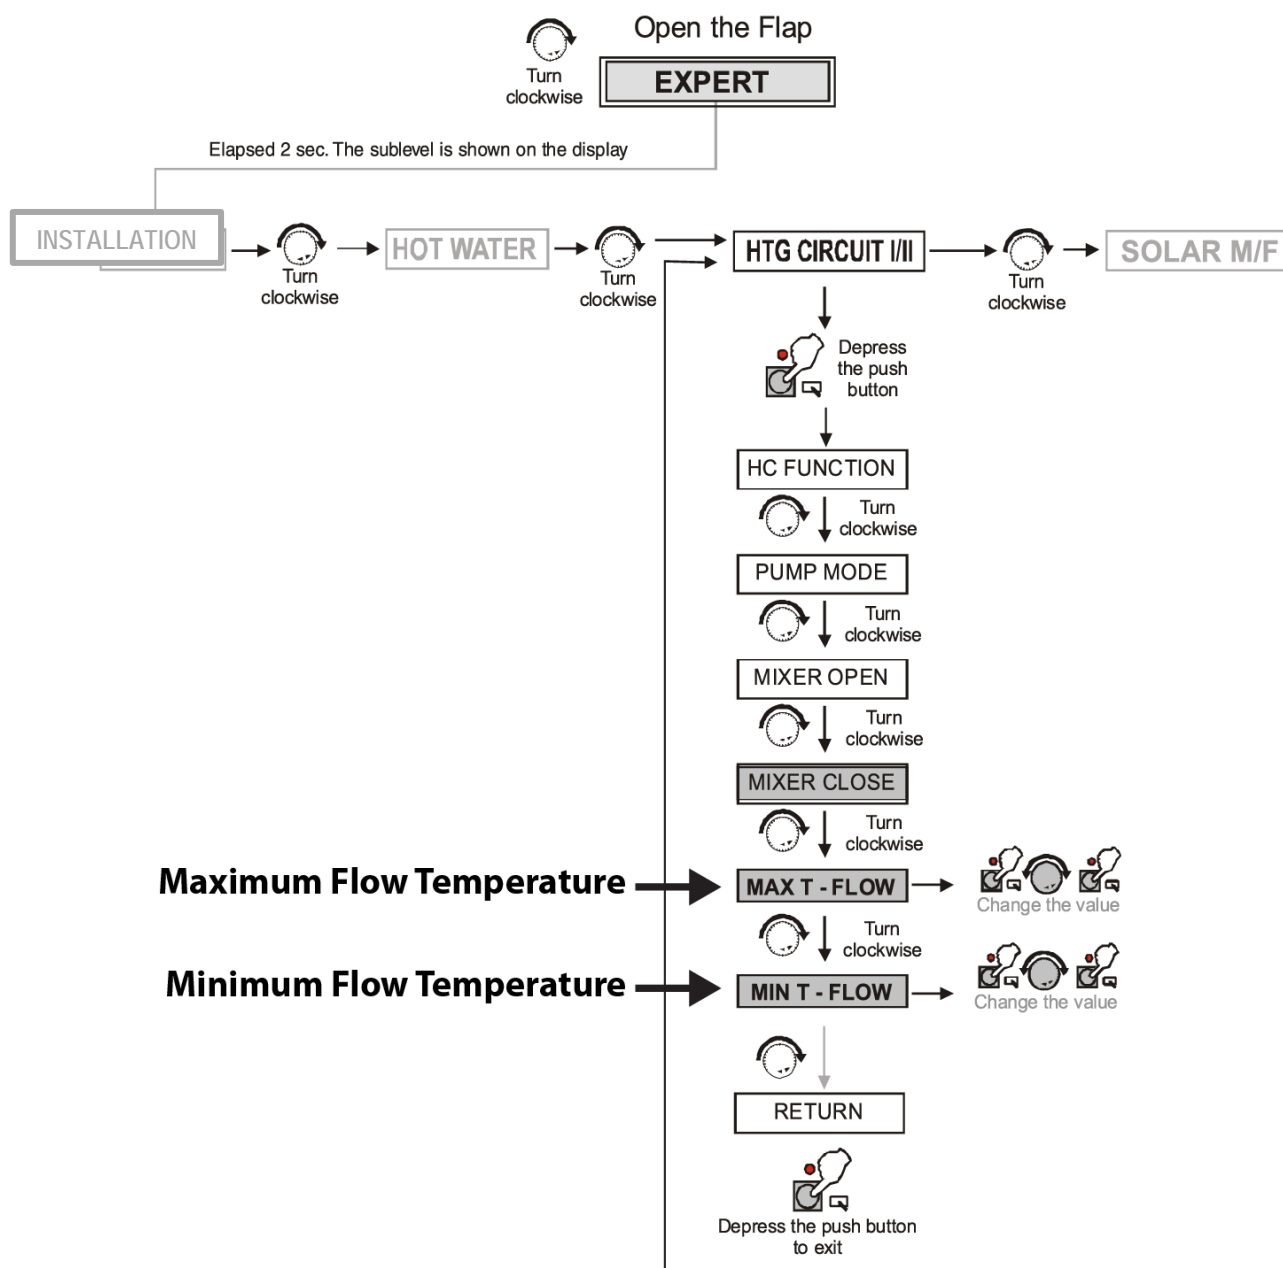 Open the Flap
Turn
clockwise
EXPERT
Elapsed 2 sec. The sublevel is shown on the display
INSTALLATION
Turn
clockwise
HOT WATER
Turn
clockwise
HTG CIRCUIT I/II
Turn
clockwise
SOLAR M/F
Depress
the push
button
HC FUNCTION
Turn
clockwise
PUMP MODE
Turn
clockwise
MIXER OPEN
Turn
clockwise
MIXER CLOSE
Turn
clockwise
Maximum Flow Temperature
MAX T - FLOW
Change the value
Turn
clockwise
Minimum Flow Temperature
MIN T - FLOW
Change the value
RETURN
Depress the push button
to exit